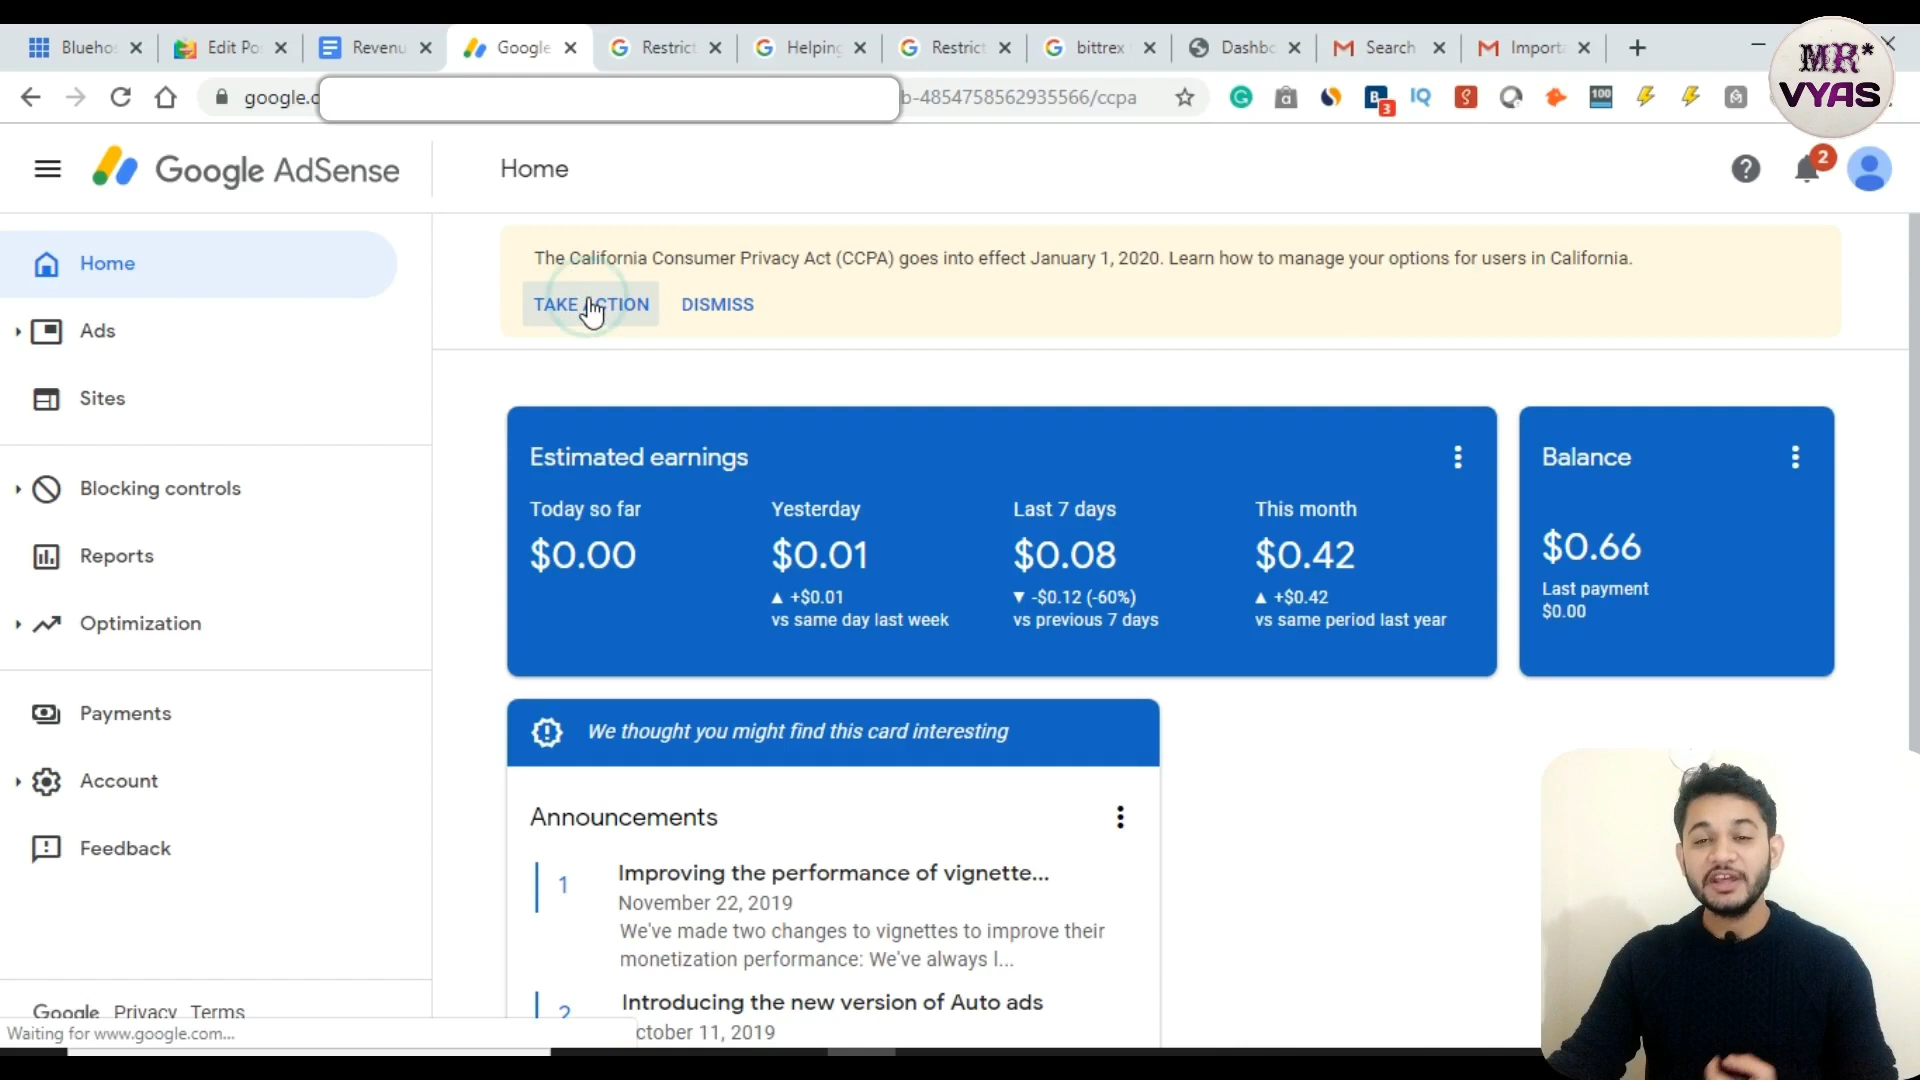 Blueho
Edit Po
Revenu
Google
Restrict
Helping
Restrict
bittrex
Dashbo
Search
Import
MR*
VYAS
google.c
b-4854758562935566/ccpa
3
IQ
100
Google AdSense
Home
2
Home
Ads
Sites
Blocking controls
Reports
Optimization
Payments
Account
Feedback
Google Privacy Terms
Waiting for www.google.com...
The California Consumer Privacy Act (CCPA) goes into effect January 1, 2020. Learn how to manage your options for users in California.
TAKE ACTION
DISMISS
Estimated earnings
Today so far
$0.00
Yesterday
$0.01
+$0.01
vs same day last week
Last 7 days
$0.08
-$0.12 (-60%)
vs previous 7 days
This month
$0.42
+$0.42
vs same period last year
Balance
$0.66
Last payment
$0.00
We thought you might find this card interesting
Announcements
1
Improving the performance of vignette...
November 22, 2019
We've made two changes to vignettes to improve their
monetization performance: We've always l...
2
Introducing the new version of Auto ads
ctober 11, 2019